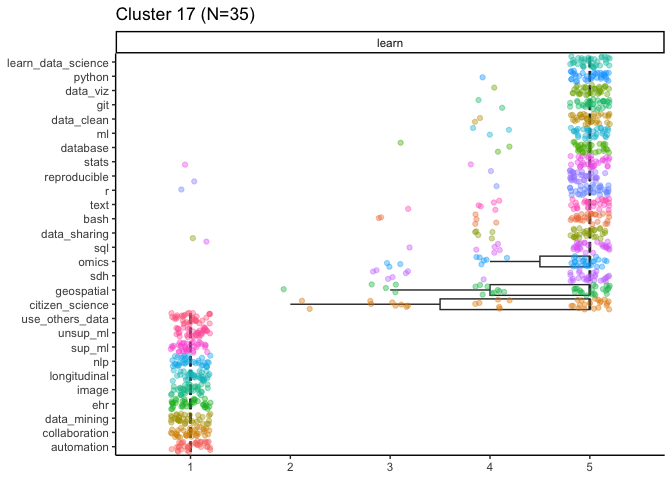 Cluster 17 (N=35)
learn
learn_data_science
python
data_viz
git
data_clean
ml
database
stats
reproducible
r
text
bash
data_sharing
sql
omics
sdh
geospatial
citizen_science
use_others_data
unsup_ml
sup_ml
nlp
longitudinal
image
ehr
data_mining
collaboration
automation
1 2 3 4 5